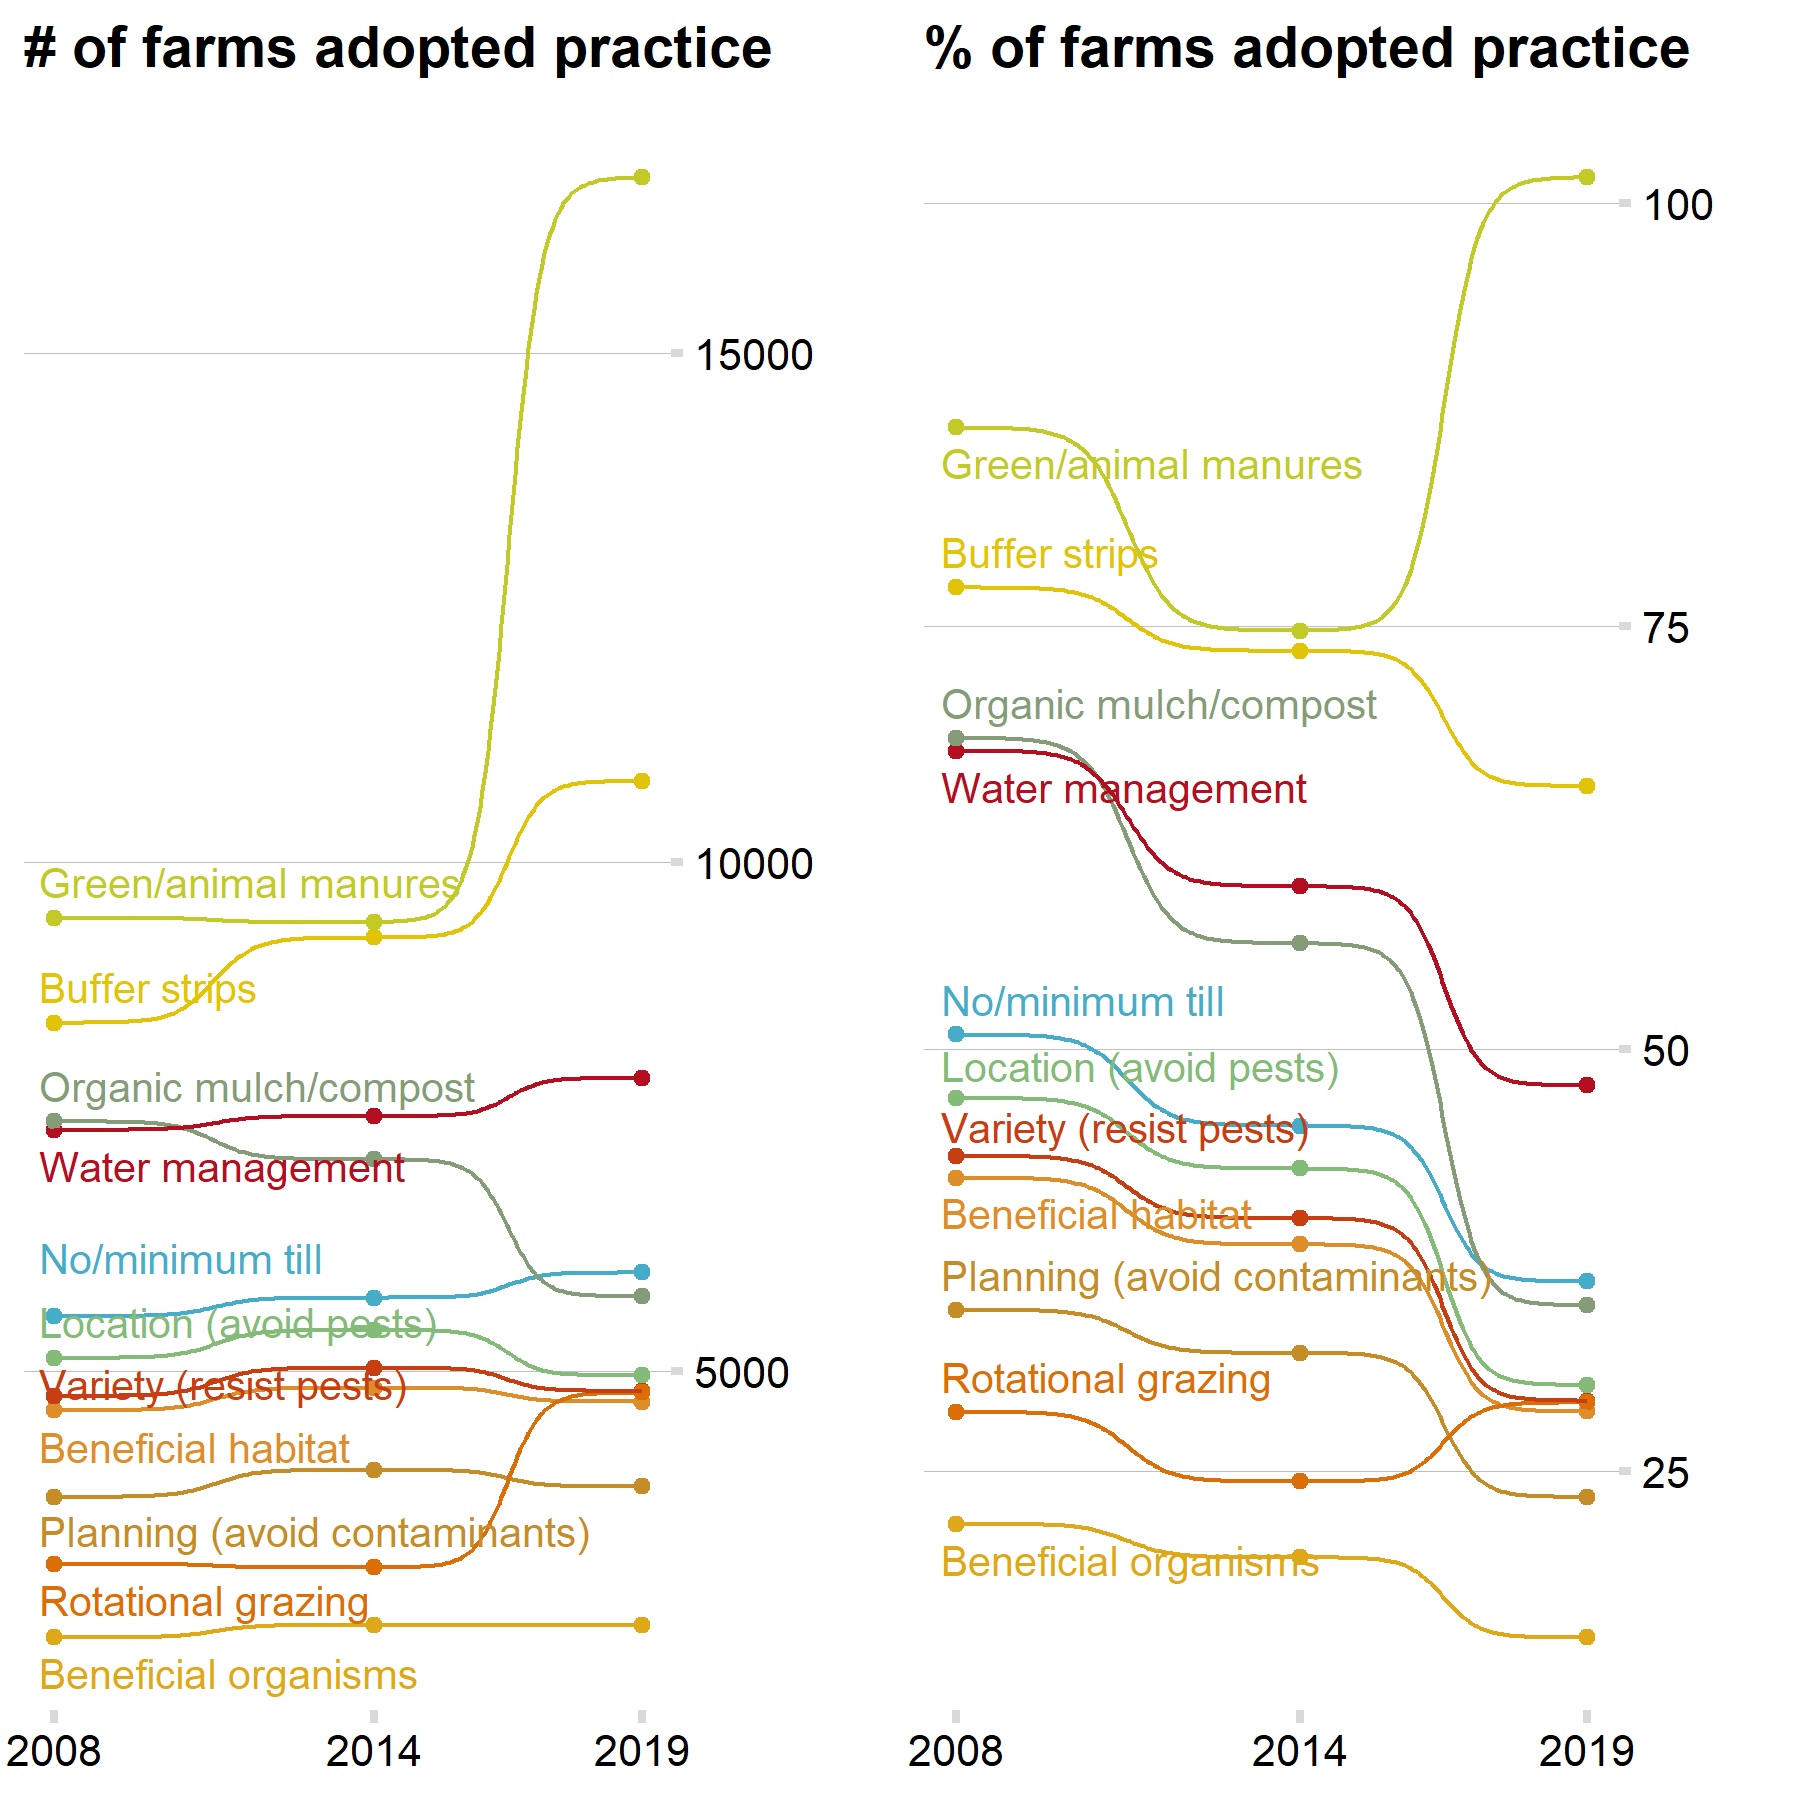 # of farms adopted practice
15000
10000
Green/animal manures
Buffer strips
Organic mulch/compost
Water management
No/minimum till
Location (avoid pests)
5000
Variety (resist pests)
Beneficial habitat
Planning (avoid contaminants)
Rotational grazing
Beneficial organisms
2008 2014 2019
% of farms adopted practice
100
Green/animal manures
Buffer strips
75
Organic mulch/compost
Water management
No/minimum till
50
Location (avoid pests)
Variety (resist pests)
Beneficial habitat
Planning (avoid contaminants)
Rotational grazing
25
Beneficial organisms
2008 2014 2019